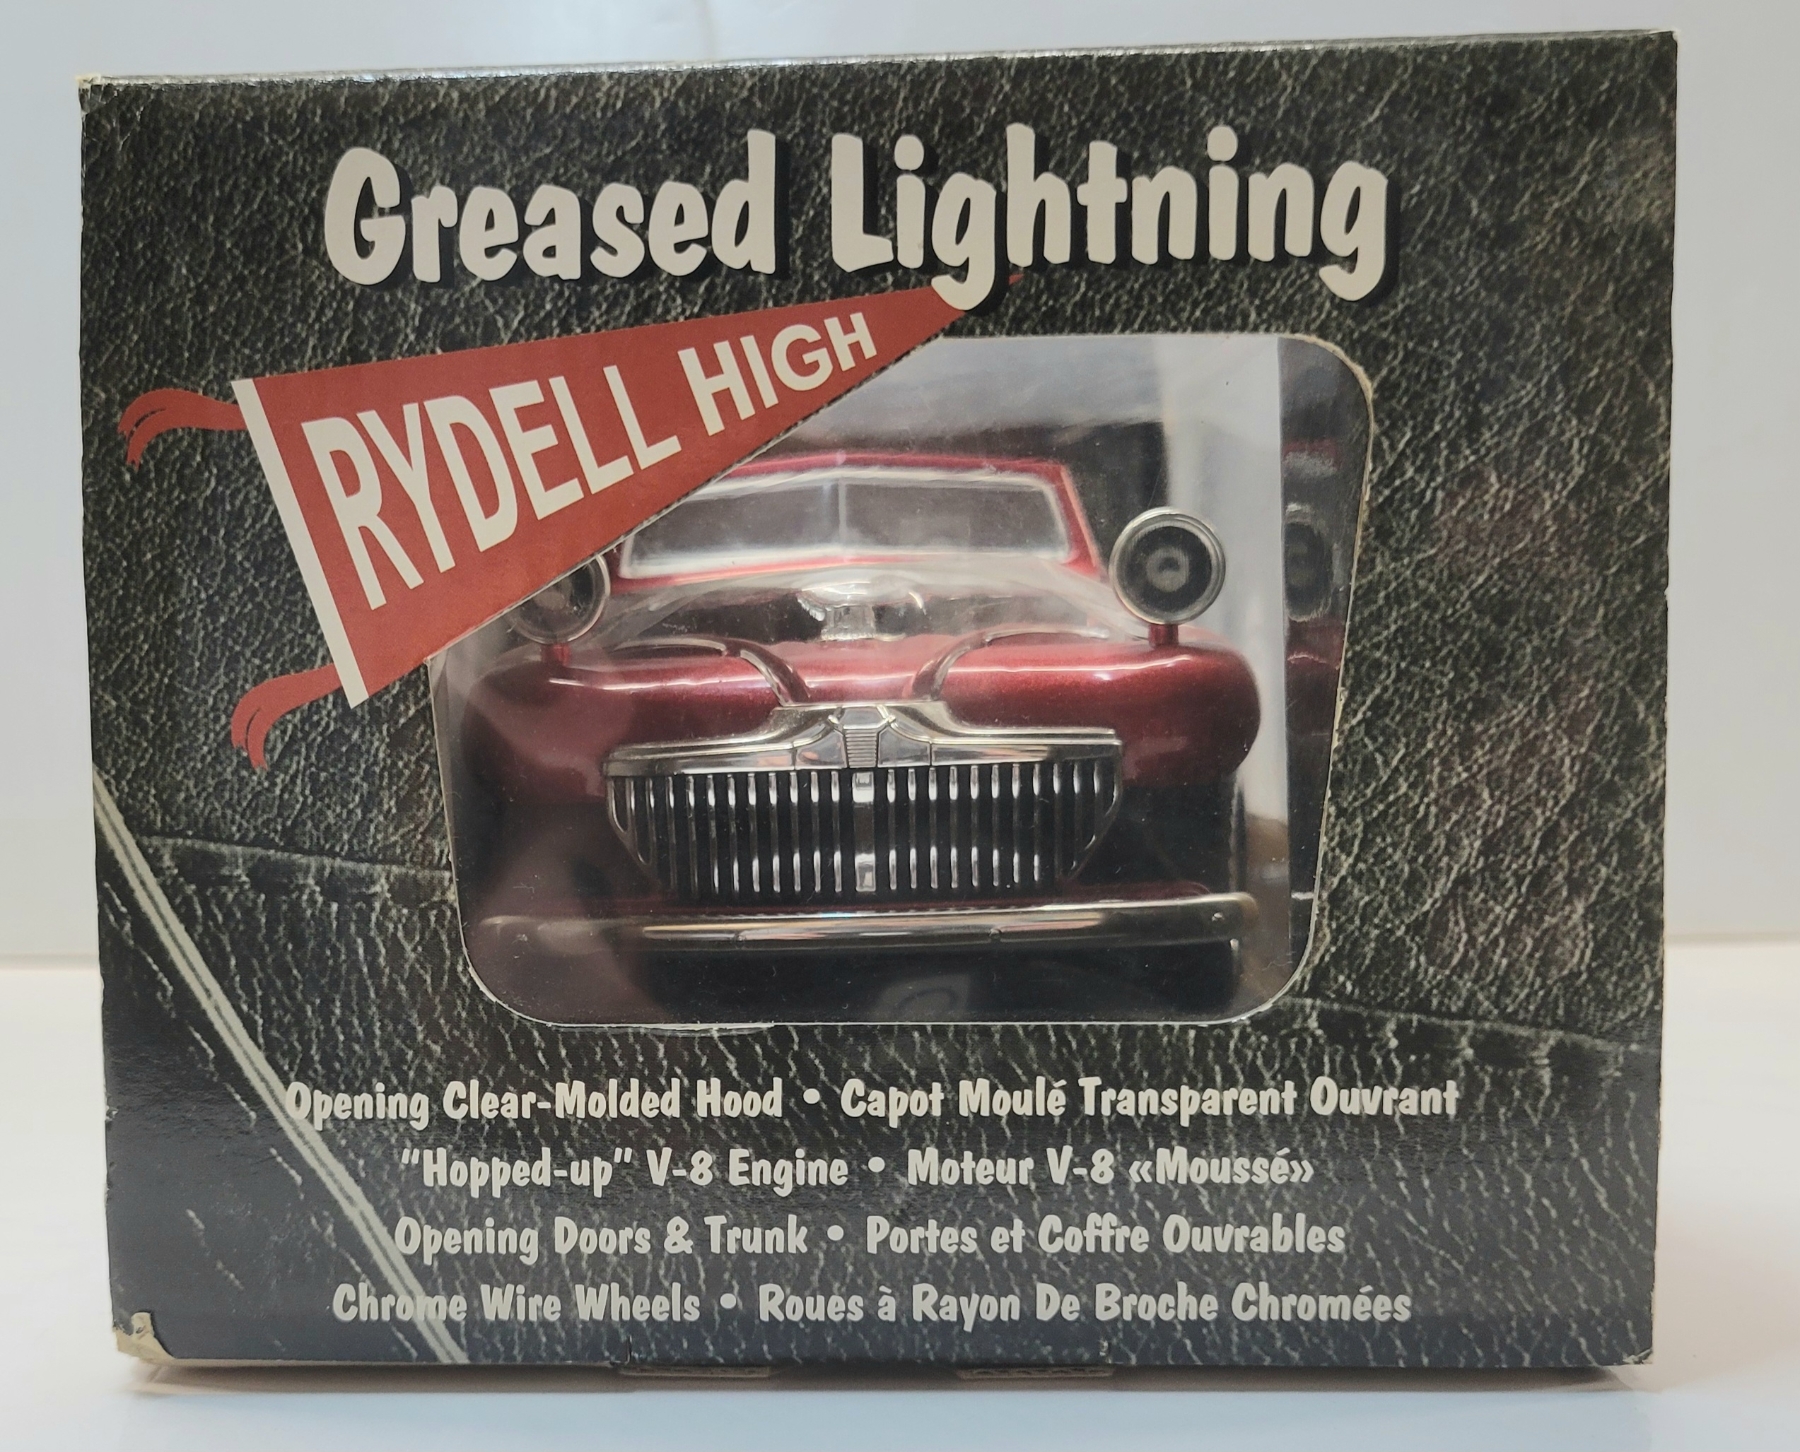 Greased Lightning
RYDELL HIGH
Opening Clear-Molded Hood • Capot Moulé Transparent Ouvrant
"Hopped-up" V-8 Engine • Moteur V-8 «Moussé»
Opening Doors & Trunk • Portes et Coffre Ouvrables
Chrome Wire Wheels • Roues à Rayon De Broche Chromées